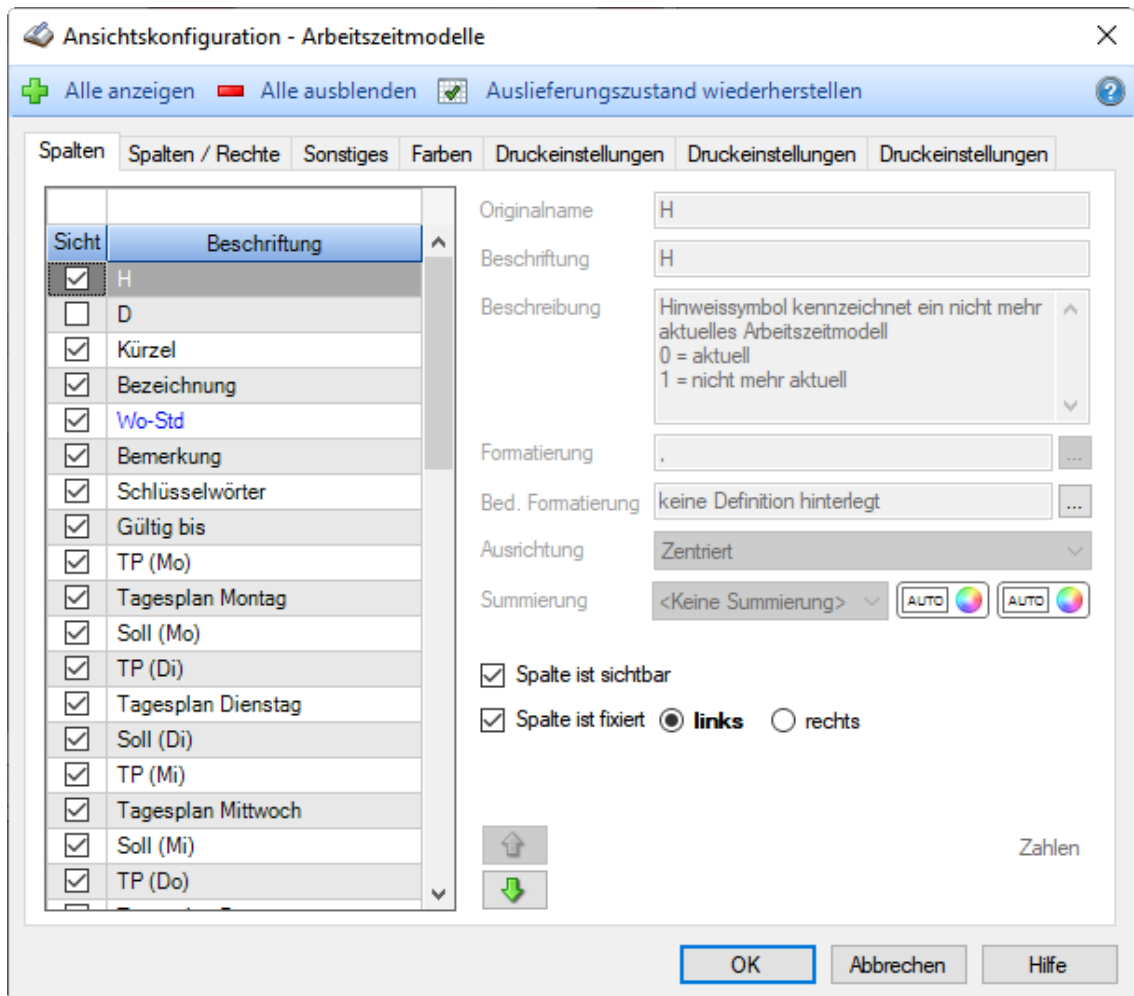 Ansichtskonfiguration - Arbeitszeitmodelle
Alle anzeigen Alle ausblenden Auslieferungszustand wiederherstellen
Spalten Spalten / Rechte Sonstiges Farben Druckeinstellungen Druckeinstellungen Druckeinstellungen
Sicht Beschriftung
H
D
Kürzel
Bezeichnung
Wo-Std
Bemerkung
Schlüsselwörter
Gültig bis
TP (Mo)
Tagesplan Montag
Soll (Mo)
TP (Di)
Tagesplan Dienstag
Soll (Di)
TP (Mi)
Tagesplan Mittwoch
Soll (Mi)
TP (Do)
Originalname H
Beschriftung H
Beschreibung Hinweissymbol kennzeichnet ein nicht mehr
aktuelles Arbeitszeitmodell
0 = aktuell
1 = nicht mehr aktuell
Formatierung , ...
Bed. Formatierung keine Definition hinterlegt ...
Ausrichtung Zentriert
Summierung <Keine Summierung> AUTO AUTO
Spalte ist sichtbar
Spalte ist fixiert links rechts
Zahlen
OK Abbrechen Hilfe